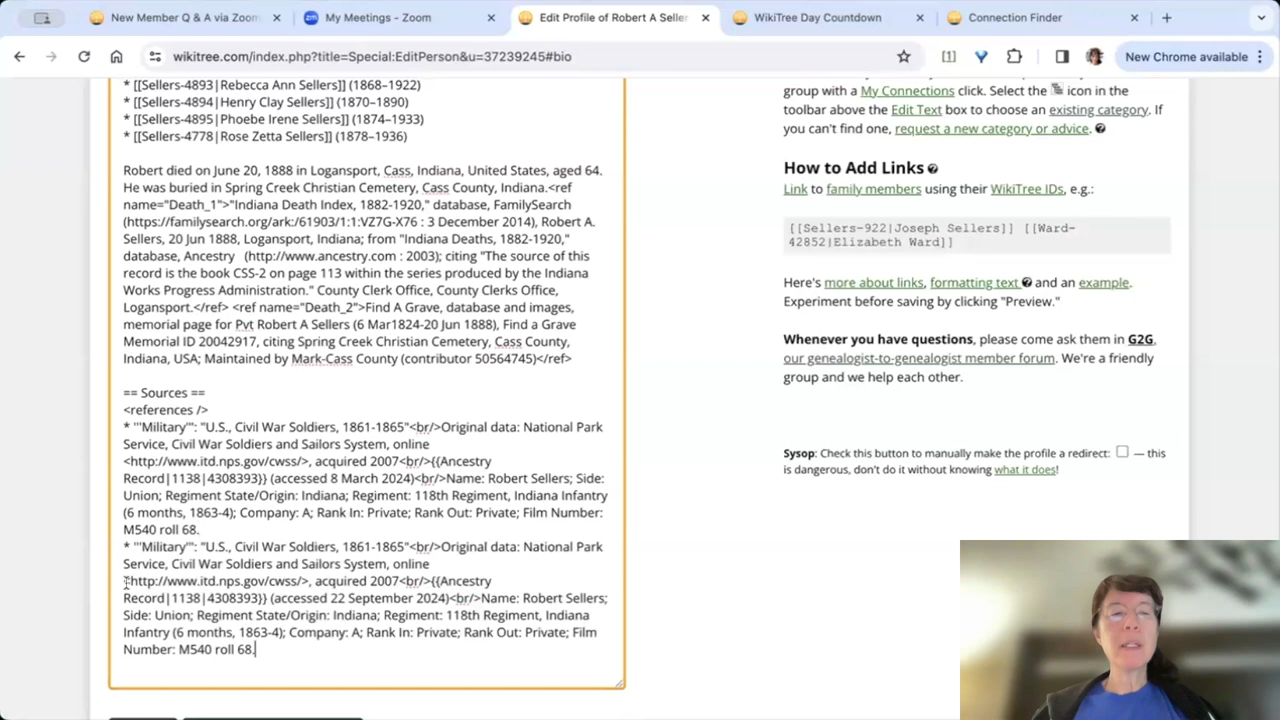 New Member Q & A via Zoom
My Meetings - Zoom
Edit Profile of Robert A Seller
WikiTree Day Countdown
Connection Finder
wikitree.com/index.php?title=Special:EditPerson&u=37239245#bio
New Chrome available
* [[Sellers-4893|Rebecca Ann Sellers]] (1868–1922)
* [[Sellers-4894|Henry Clay Sellers]] (1870–1890)
* [[Sellers-4895|Phoebe Irene Sellers]] (1874–1933)
* [[Sellers-4778|Rose Zetta Sellers]] (1878–1936)
Robert died on June 20, 1888 in Logansport, Cass, Indiana, United States, aged 64.
He was buried in Spring Creek Christian Cemetery, Cass County, Indiana.<ref
name="Death_1">"Indiana Death Index, 1882-1920," database, FamilySearch
(https://familysearch.org/ark:/61903/1:1:VZ7G-X76 : 3 December 2014), Robert A.
Sellers, 20 Jun 1888, Logansport, Indiana; from "Indiana Deaths, 1882-1920,"
database, Ancestry (http://www.ancestry.com : 2003); citing "The source of this
record is the book CSS-2 on page 113 within the series produced by the Indiana
Works Progress Administration." County Clerk Office, County Clerks Office,
Logansport.</ref> <ref name="Death_2">Find A Grave, database and images,
memorial page for Pvt Robert A Sellers (6 Mar1824-20 Jun 1888), Find a Grave
Memorial ID 20042917, citing Spring Creek Christian Cemetery, Cass County,
Indiana, USA; Maintained by Mark-Cass County (contributor 50564745)</ref>
== Sources ==
<references />
* '''Military''': "U.S., Civil War Soldiers, 1861-1865"<br/>Original data: National Park
Service, Civil War Soldiers and Sailors System, online
<http://www.itd.nps.gov/cwss/>, acquired 2007<br/>{{Ancestry
Record|1138|4308393}} (accessed 8 March 2024)<br/>Name: Robert Sellers; Side:
Union; Regiment State/Origin: Indiana; Regiment: 118th Regiment, Indiana Infantry
(6 months, 1863-4); Company: A; Rank In: Private; Rank Out: Private; Film Number:
M540 roll 68.
* '''Military''': "U.S., Civil War Soldiers, 1861-1865"<br/>Original data: National Park
Service, Civil War Soldiers and Sailors System, online
<http://www.itd.nps.gov/cwss/>, acquired 2007<br/>{{Ancestry
Record|1138|4308393}} (accessed 22 September 2024)<br/>Name: Robert Sellers;
Side: Union; Regiment State/Origin: Indiana; Regiment: 118th Regiment, Indiana
Infantry (6 months, 1863-4); Company: A; Rank In: Private; Rank Out: Private; Film
Number: M540 roll 68.
group with a My Connections click. Select the icon in the
toolbar above the Edit Text box to choose an existing category. If
you can't find one, request a new category or advice.
How to Add Links
Link to family members using their WikiTree IDs, e.g.:
[[Sellers-922|Joseph Sellers]] [[Ward-
42852|Elizabeth Ward]]
Here's more about links, formatting text and an example.
Experiment before saving by clicking "Preview."
Whenever you have questions, please come ask them in G2G,
our genealogist-to-genealogist member forum. We're a friendly
group and we help each other.
Sysop: Check this button to manually make the profile a redirect: — this
is dangerous, don't do it without knowing what it does!